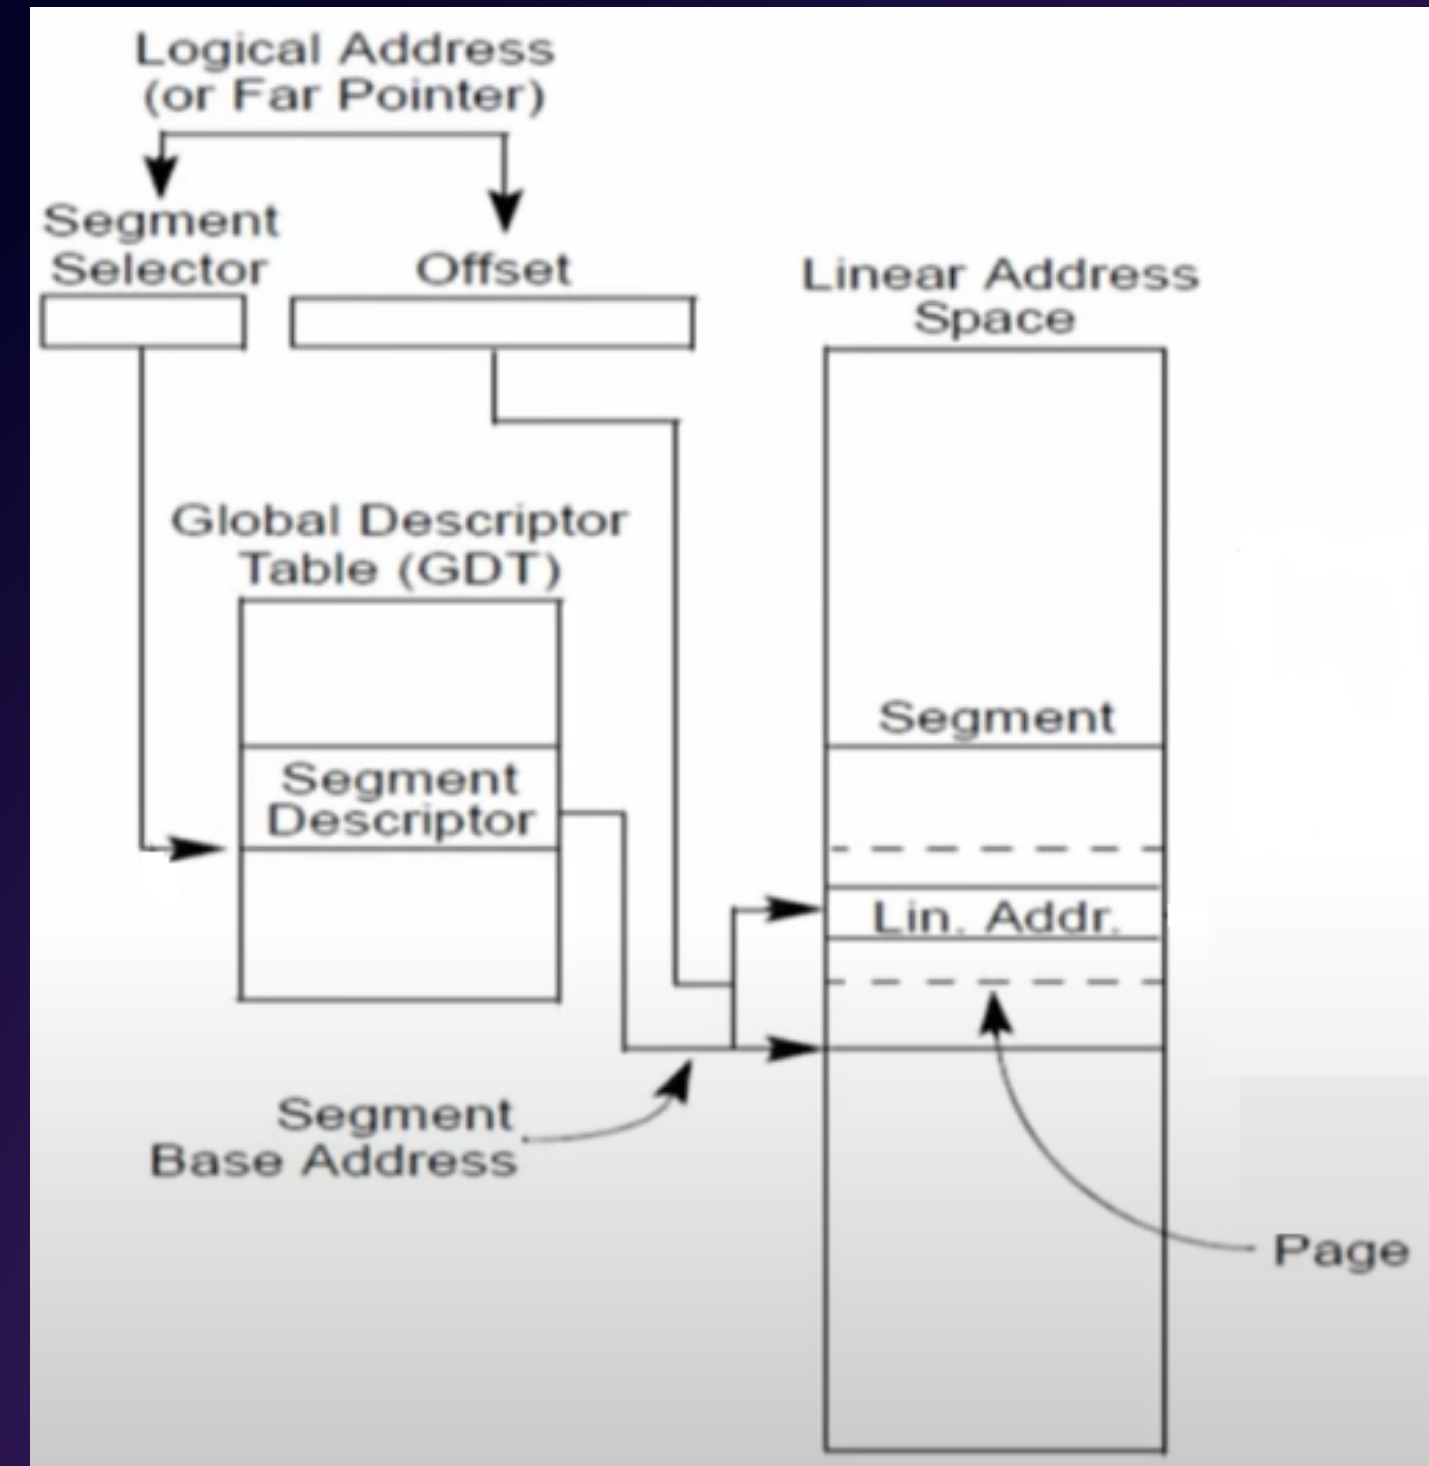 Logical Address
(or Far Pointer)
Segment
Selector
Offset
Linear Address
Space
Global Descriptor
Table (GDT)
Segment
Descriptor
Segment
Lin. Addr.
Segment
Base Address
Page